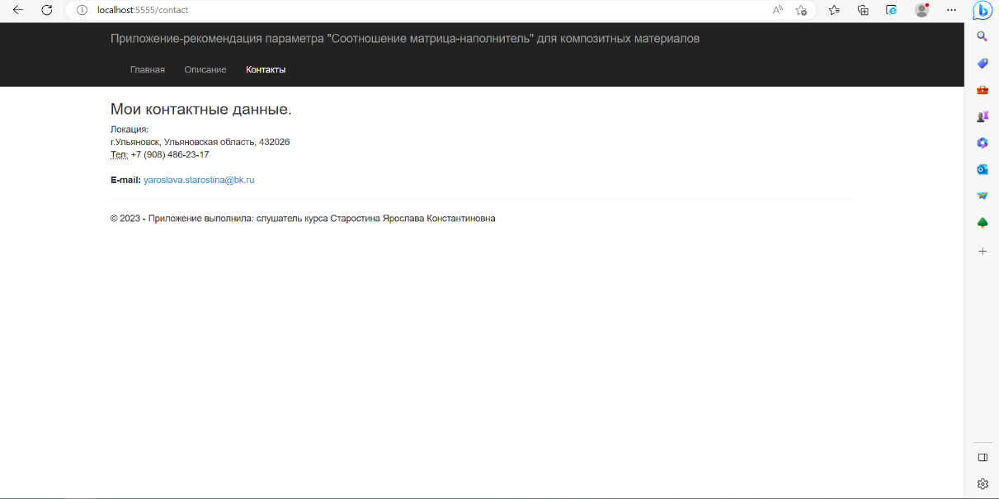 localhost:5555/contact
Приложение-рекомендация параметра "Соотношение матрица-наполнитель" для композитных материалов
Главная Описание Контакты
Мои контактные данные.
Локация:
г.Ульяновск, Ульяновская область, 432026
Тел: +7 (908) 486-23-17
E-mail: yaroslava.starostina@bk.ru
© 2023 - Приложение выполнила: слушатель курса Старостина Ярослава Константиновна